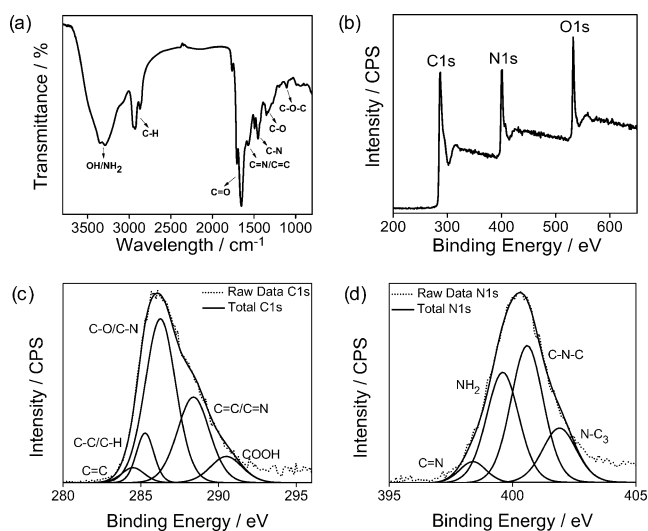 (a)
Transmittance / %
OH/NH2
C-H
C=O
C=N/C=C
C-N
C-O
C-O-C
3500 3000 2500 2000 1500 1000
Wavelength / cm-1
(b)
Intensity / CPS
C1s
N1s
O1s
200 300 400 500 600
Binding Energy / eV
(c)
Intensity / CPS
Raw Data C1s
Total C1s
C-O/C-N
C=C/C=N
C-C/C-H
C=C
COOH
280 285 290 295
Binding Energy / eV
(d)
Intensity / CPS
Raw Data N1s
Total N1s
C-N-C
NH2
N-C3
C=N
395 400 405
Binding Energy / eV